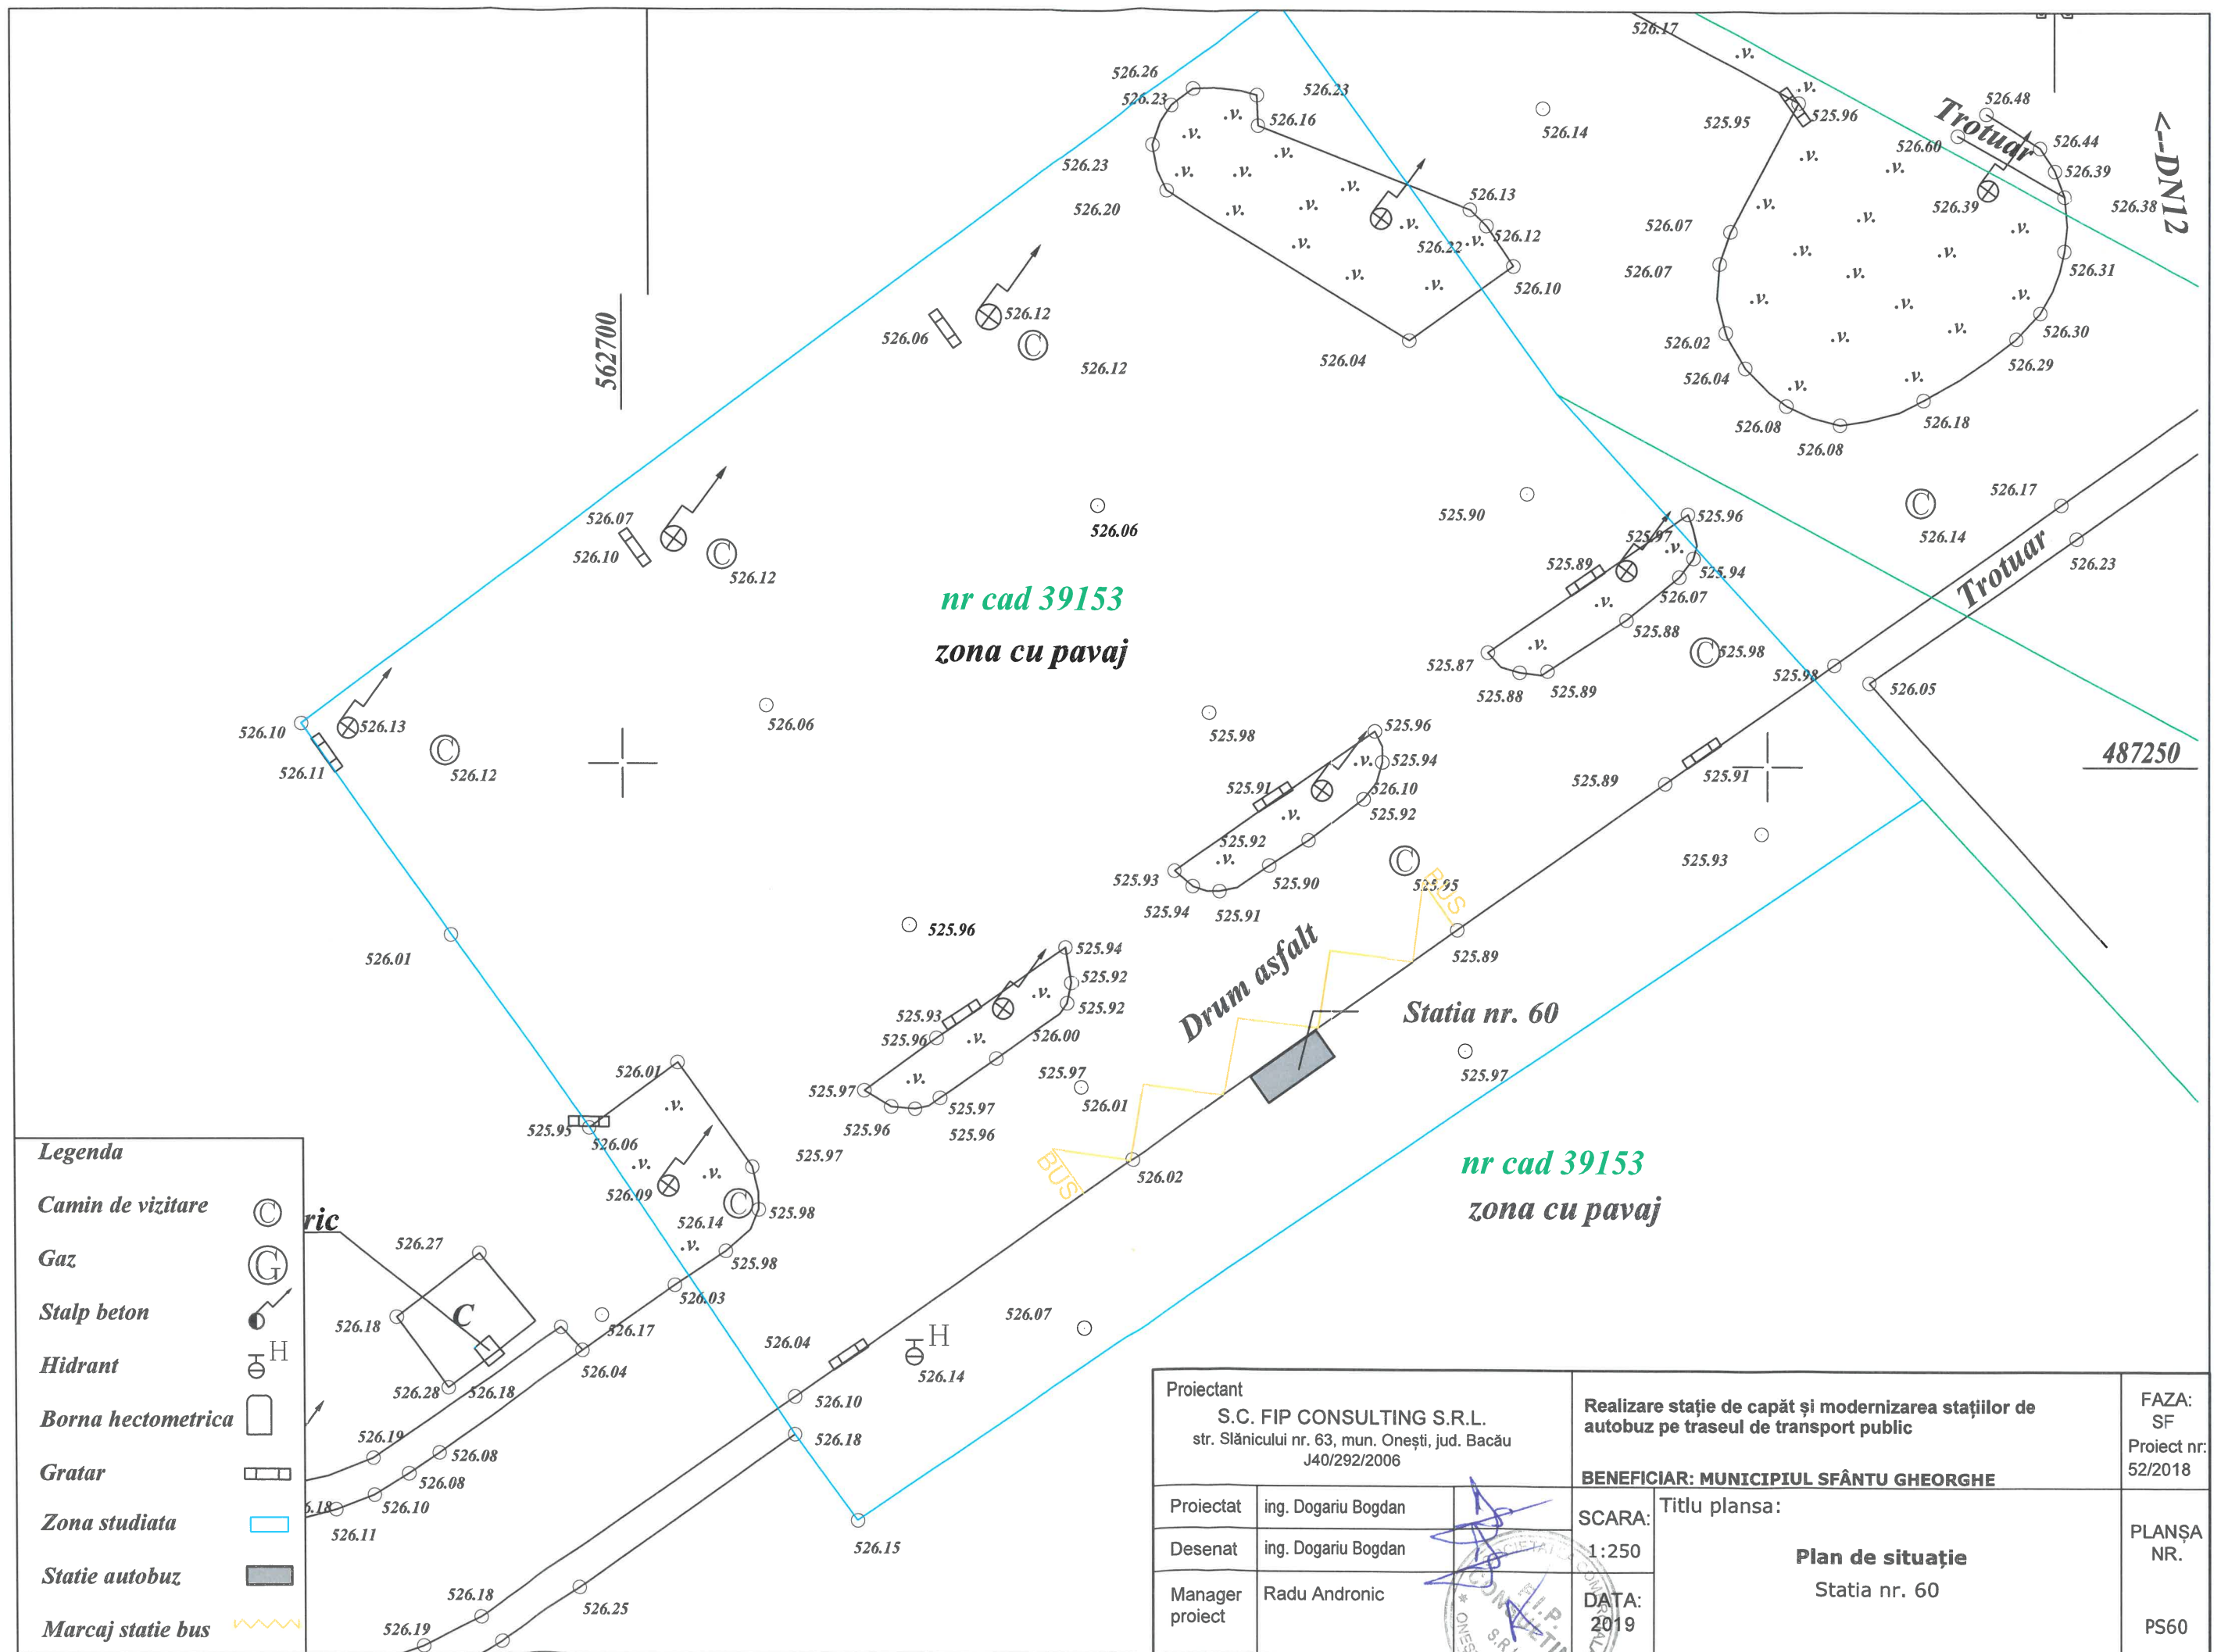 526.17
526.26
526.23
526.23
526.16
526.14
525.95
525.96
526.48
Trotuar
526.60
526.44
526.39
526.39
526.38
<--DN12
526.23
526.20
526.13
526.12
526.22
526.10
526.07
526.07
526.31
526.30
526.29
526.02
526.04
526.18
526.08
526.08
562700
526.06
526.12
526.12
526.04
526.07
526.10
526.12
526.06
525.90
525.96
525.97
525.89
525.94
526.07
525.88
525.87
525.88
525.89
525.98
525.98
526.17
526.14
526.23
Trotuar
526.05
487250
nr cad 39153
zona cu pavaj
526.10
526.13
526.11
526.12
526.06
525.98
525.96
525.94
525.91
526.10
525.92
525.92
525.93
525.90
525.94
525.91
525.95
525.89
525.91
525.93
526.01
525.96
525.94
525.92
525.92
525.93
525.96
526.00
525.97
525.97
525.97
525.96
525.96
526.01
Drum asfalt
BUS
525.89
Statia nr. 60
525.97
BUS
526.02
nr cad 39153
zona cu pavaj
526.01
525.95
526.06
525.97
526.09
526.14
525.98
525.98
526.03
526.17
526.04
ric
526.27
526.18
C
526.28
526.18
526.19
526.08
526.08
526.10
6.18
526.11
526.07
526.04
H
526.14
526.10
526.18
526.15
526.18
526.25
526.19
Legenda
Camin de vizitare C
Gaz G
Stalp beton
Hidrant H
Borna hectometrica
Gratar
Zona studiata
Statie autobuz
Marcaj statie bus
Proiectant
S.C. FIP CONSULTING S.R.L.
str. Slănicului nr. 63, mun. Onești, jud. Bacău
J40/292/2006
Realizare stație de capăt și modernizarea stațiilor de
autobuz pe traseul de transport public
BENEFICIAR: MUNICIPIUL SFÂNTU GHEORGHE
FAZA:
SF
Proiect nr:
52/2018
Proiectat ing. Dogariu Bogdan
Desenat ing. Dogariu Bogdan
Manager
proiect
Radu Andronic
SCARA:
1:250
DATA:
2019
Titlu plansa:
Plan de situație
Statia nr. 60
PLANȘA
NR.
PS60